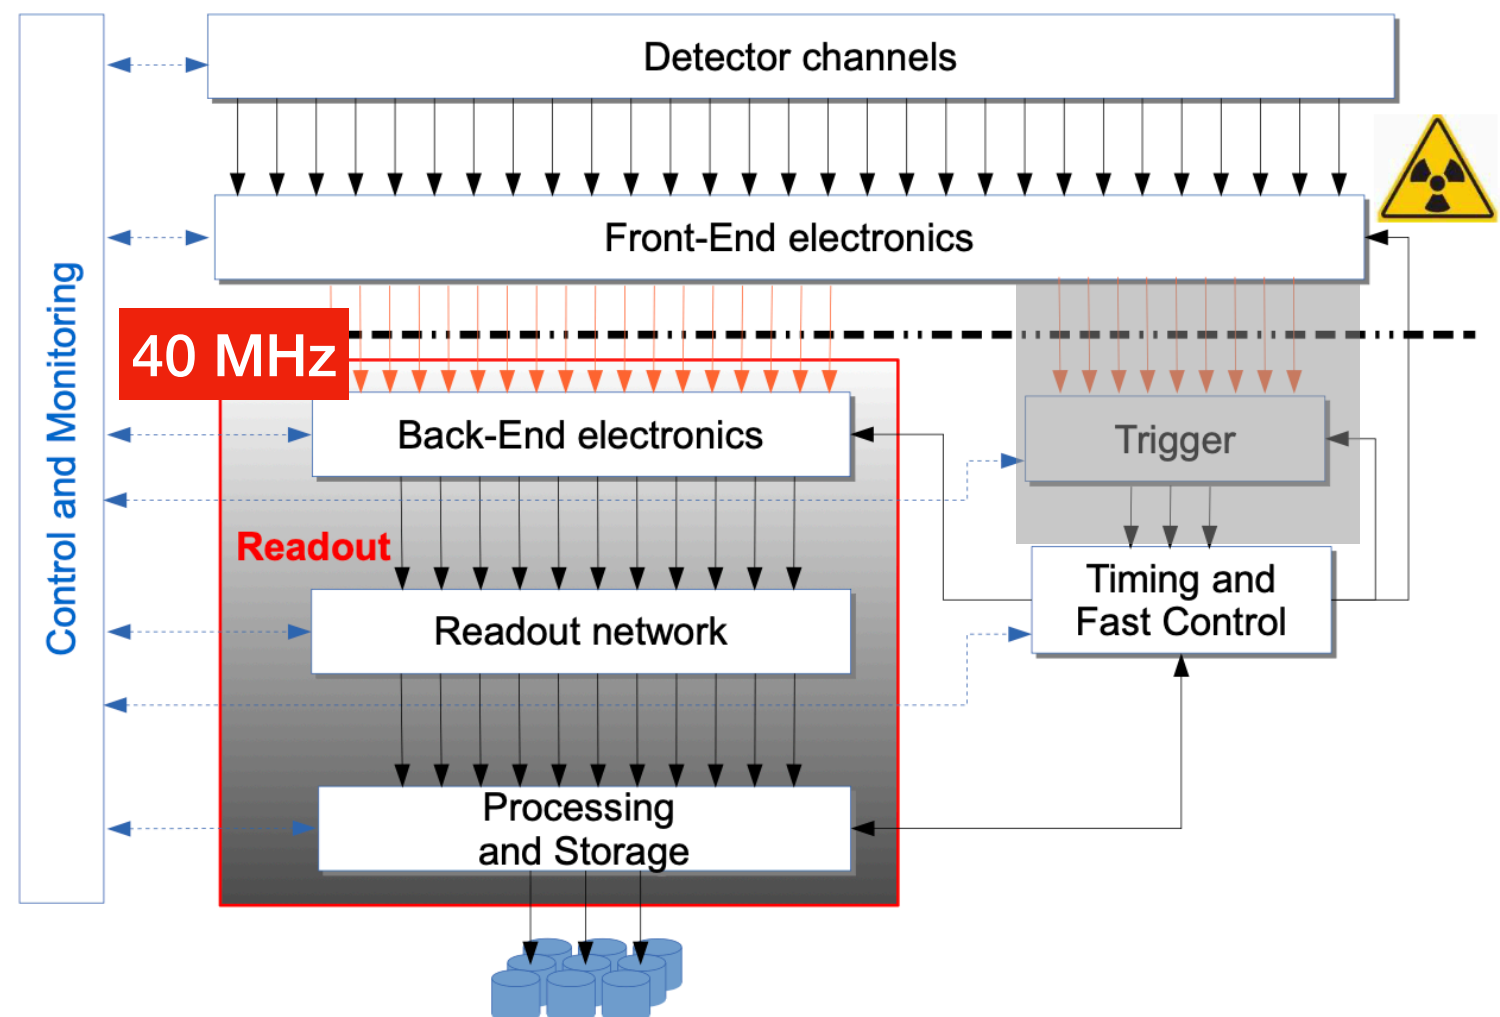 Detector channels
Front-End electronics
Control and Monitoring
40 MHz
Back-End electronics
Trigger
Readout
Timing and
Fast Control
Readout network
Processing
and Storage